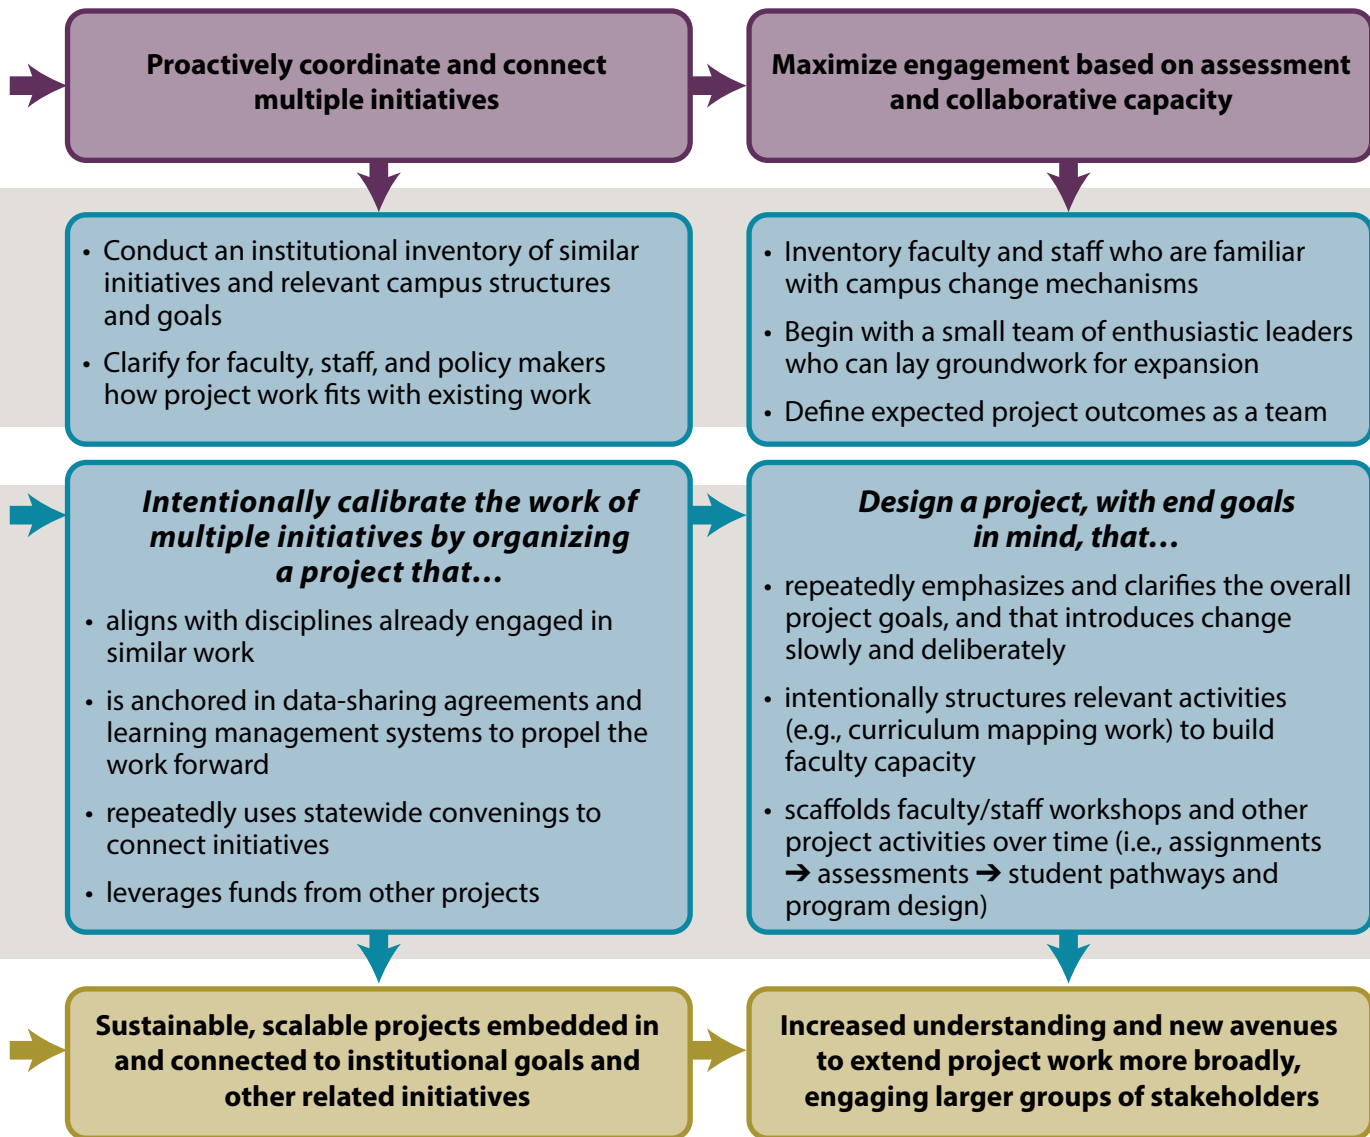 Proactively coordinate and connect
multiple initiatives
Maximize engagement based on assessment
and collaborative capacity
• Conduct an institutional inventory of similar
initiatives and relevant campus structures
and goals
• Clarify for faculty, staff, and policy makers
how project work fits with existing work
• Inventory faculty and staff who are familiar
with campus change mechanisms
• Begin with a small team of enthusiastic leaders
who can lay groundwork for expansion
• Define expected project outcomes as a team
Intentionally calibrate the work of
multiple initiatives by organizing
a project that…
• aligns with disciplines already engaged in
similar work
• is anchored in data-sharing agreements and
learning management systems to propel the
work forward
• repeatedly uses statewide convenings to
connect initiatives
• leverages funds from other projects
Design a project, with end goals
in mind, that…
• repeatedly emphasizes and clarifies the overall
project goals, and that introduces change
slowly and deliberately
• intentionally structures relevant activities
(e.g., curriculum mapping work) to build
faculty capacity
• scaffolds faculty/staff workshops and other
project activities over time (i.e., assignments
➔ assessments ➔ student pathways and
program design)
Sustainable, scalable projects embedded in
and connected to institutional goals and
other related initiatives
Increased understanding and new avenues
to extend project work more broadly,
engaging larger groups of stakeholders